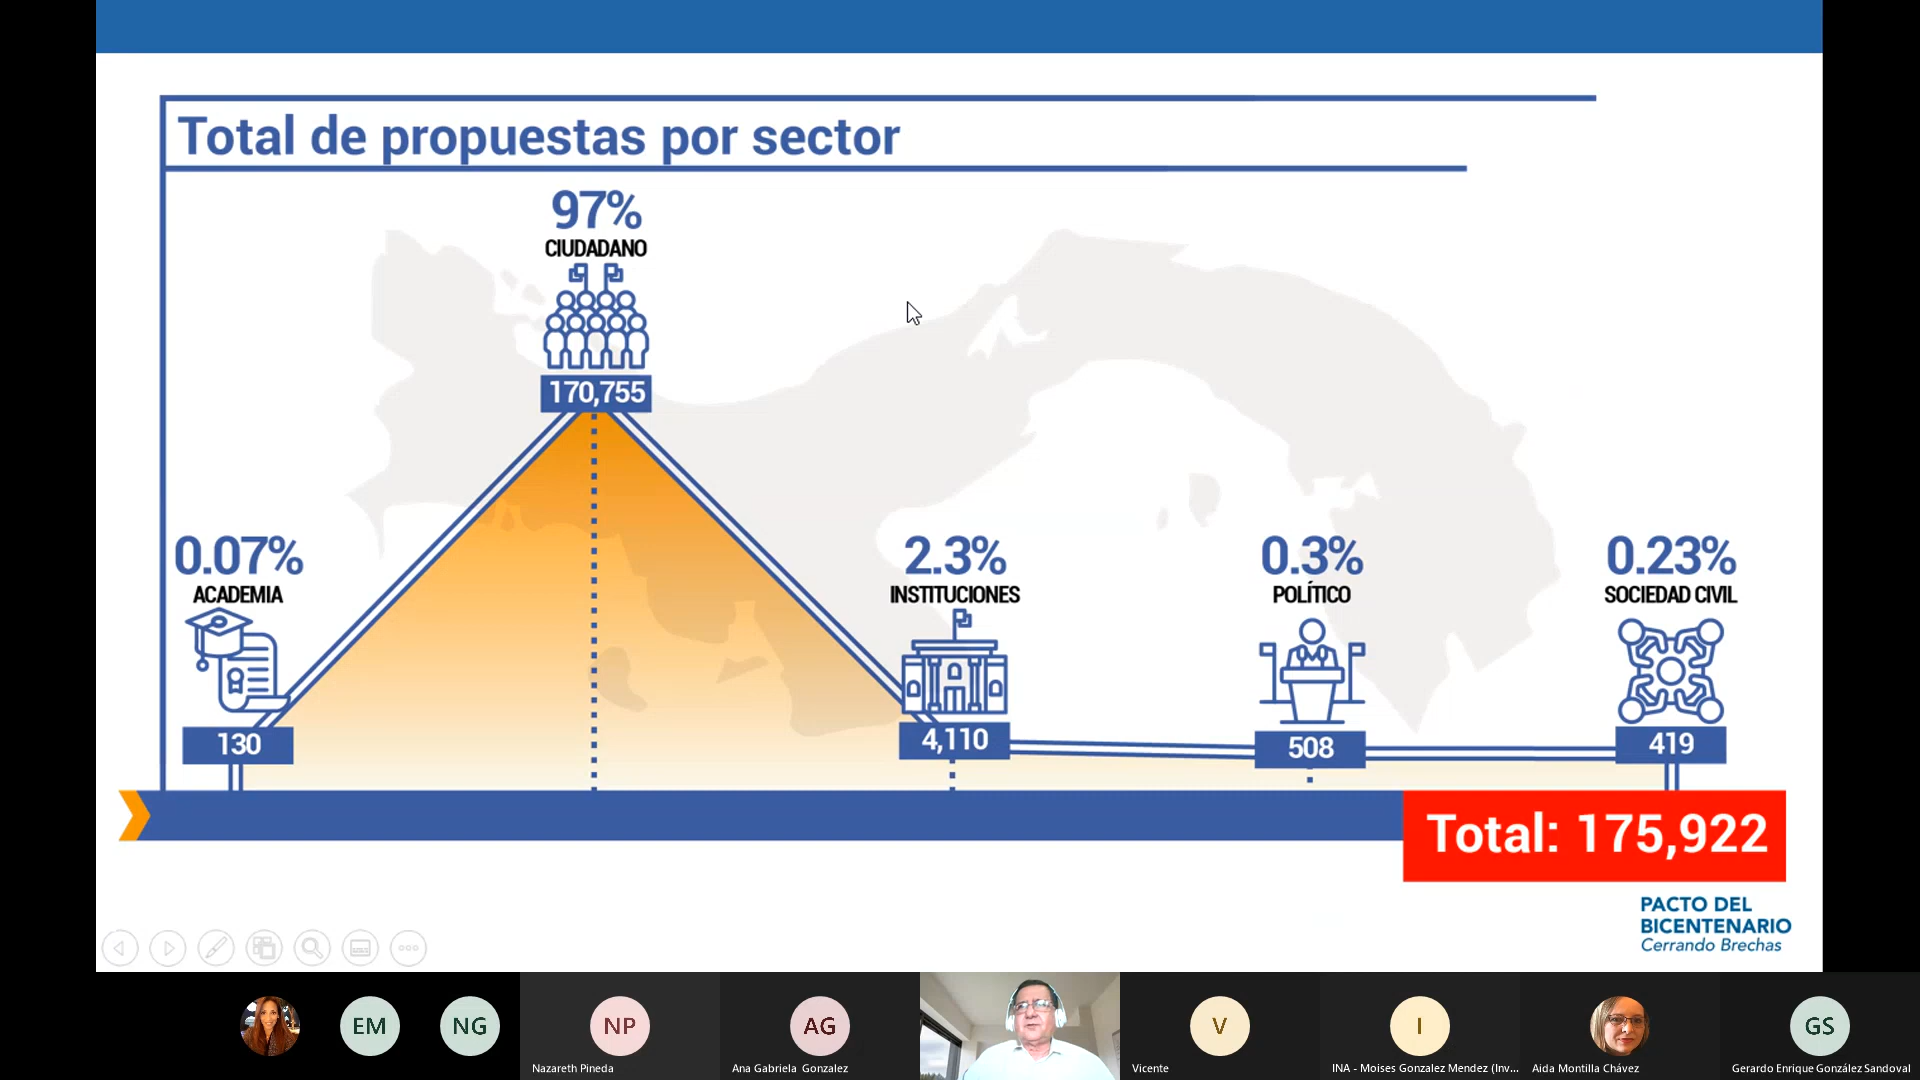 Total de propuestas por sector
97%
CIUDADANO
170,755
0.07%
ACADEMIA
130
2.3%
INSTITUCIONES
4,110
0.3%
POLÍTICO
508
0.23%
SOCIEDAD CIVIL
419
Total: 175,922
PACTO DEL
BICENTENARIO
Cerrando Brechas
EM
NG
NP
Nazareth Pineda
AG
Ana Gabriela Gonzalez
V
Vicente
I
INA - Moises Gonzalez Mendez (Inv...
Aida Montilla Chávez
GS
Gerardo Enrique González Sandoval